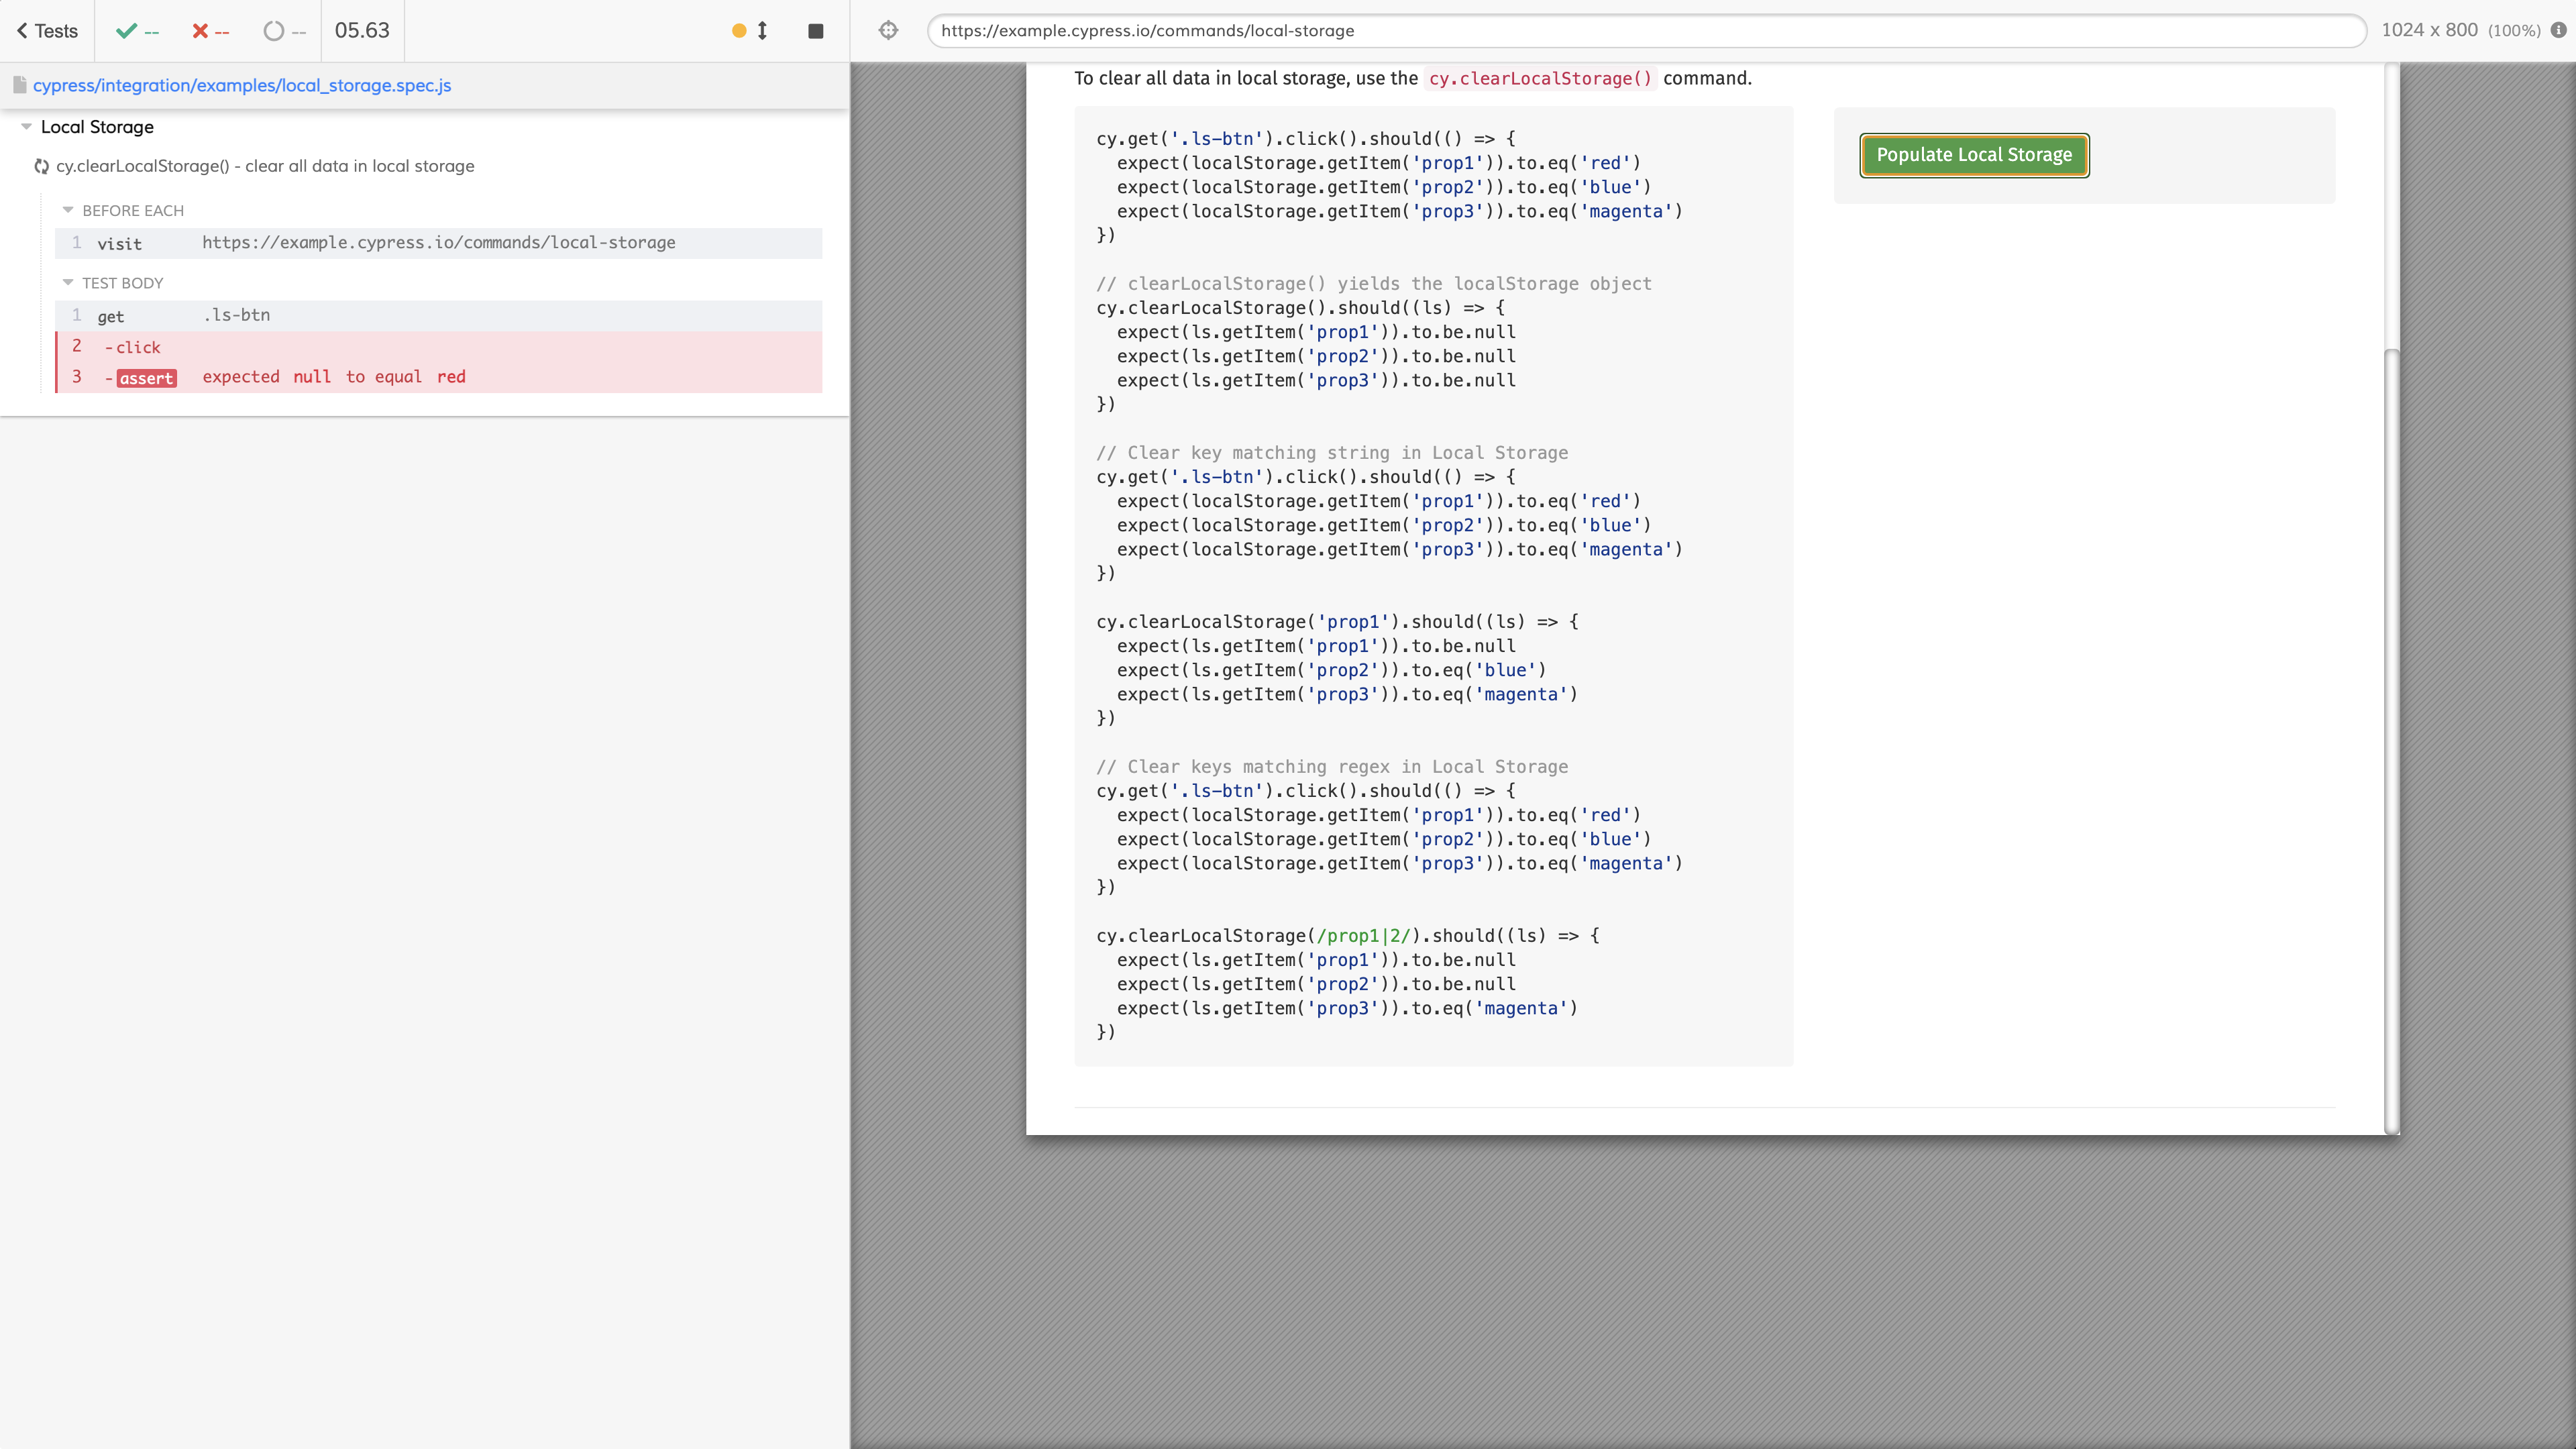 Tests -- -- -- 05.63
https://example.cypress.io/commands/local-storage 1024 x 800 (100%)
cypress/integration/examples/local_storage.spec.js
Local Storage
cy.clearLocalStorage() - clear all data in local storage
BEFORE EACH
1 visit https://example.cypress.io/commands/local-storage
TEST BODY
1 get .ls-btn
2 -click
3 -assert expected null to equal red
To clear all data in local storage, use the cy.clearLocalStorage() command.
cy.get('.ls-btn').click().should(() => {
  expect(localStorage.getItem('prop1')).to.eq('red')
  expect(localStorage.getItem('prop2')).to.eq('blue')
  expect(localStorage.getItem('prop3')).to.eq('magenta')
})
// clearLocalStorage() yields the localStorage object
cy.clearLocalStorage().should((ls) => {
  expect(ls.getItem('prop1')).to.be.null
  expect(ls.getItem('prop2')).to.be.null
  expect(ls.getItem('prop3')).to.be.null
})
// Clear key matching string in Local Storage
cy.get('.ls-btn').click().should(() => {
  expect(localStorage.getItem('prop1')).to.eq('red')
  expect(localStorage.getItem('prop2')).to.eq('blue')
  expect(localStorage.getItem('prop3')).to.eq('magenta')
})
cy.clearLocalStorage('prop1').should((ls) => {
  expect(ls.getItem('prop1')).to.be.null
  expect(ls.getItem('prop2')).to.eq('blue')
  expect(ls.getItem('prop3')).to.eq('magenta')
})
// Clear keys matching regex in Local Storage
cy.get('.ls-btn').click().should(() => {
  expect(localStorage.getItem('prop1')).to.eq('red')
  expect(localStorage.getItem('prop2')).to.eq('blue')
  expect(localStorage.getItem('prop3')).to.eq('magenta')
})
cy.clearLocalStorage(/prop1|2/).should((ls) => {
  expect(ls.getItem('prop1')).to.be.null
  expect(ls.getItem('prop2')).to.be.null
  expect(ls.getItem('prop3')).to.eq('magenta')
})
Populate Local Storage